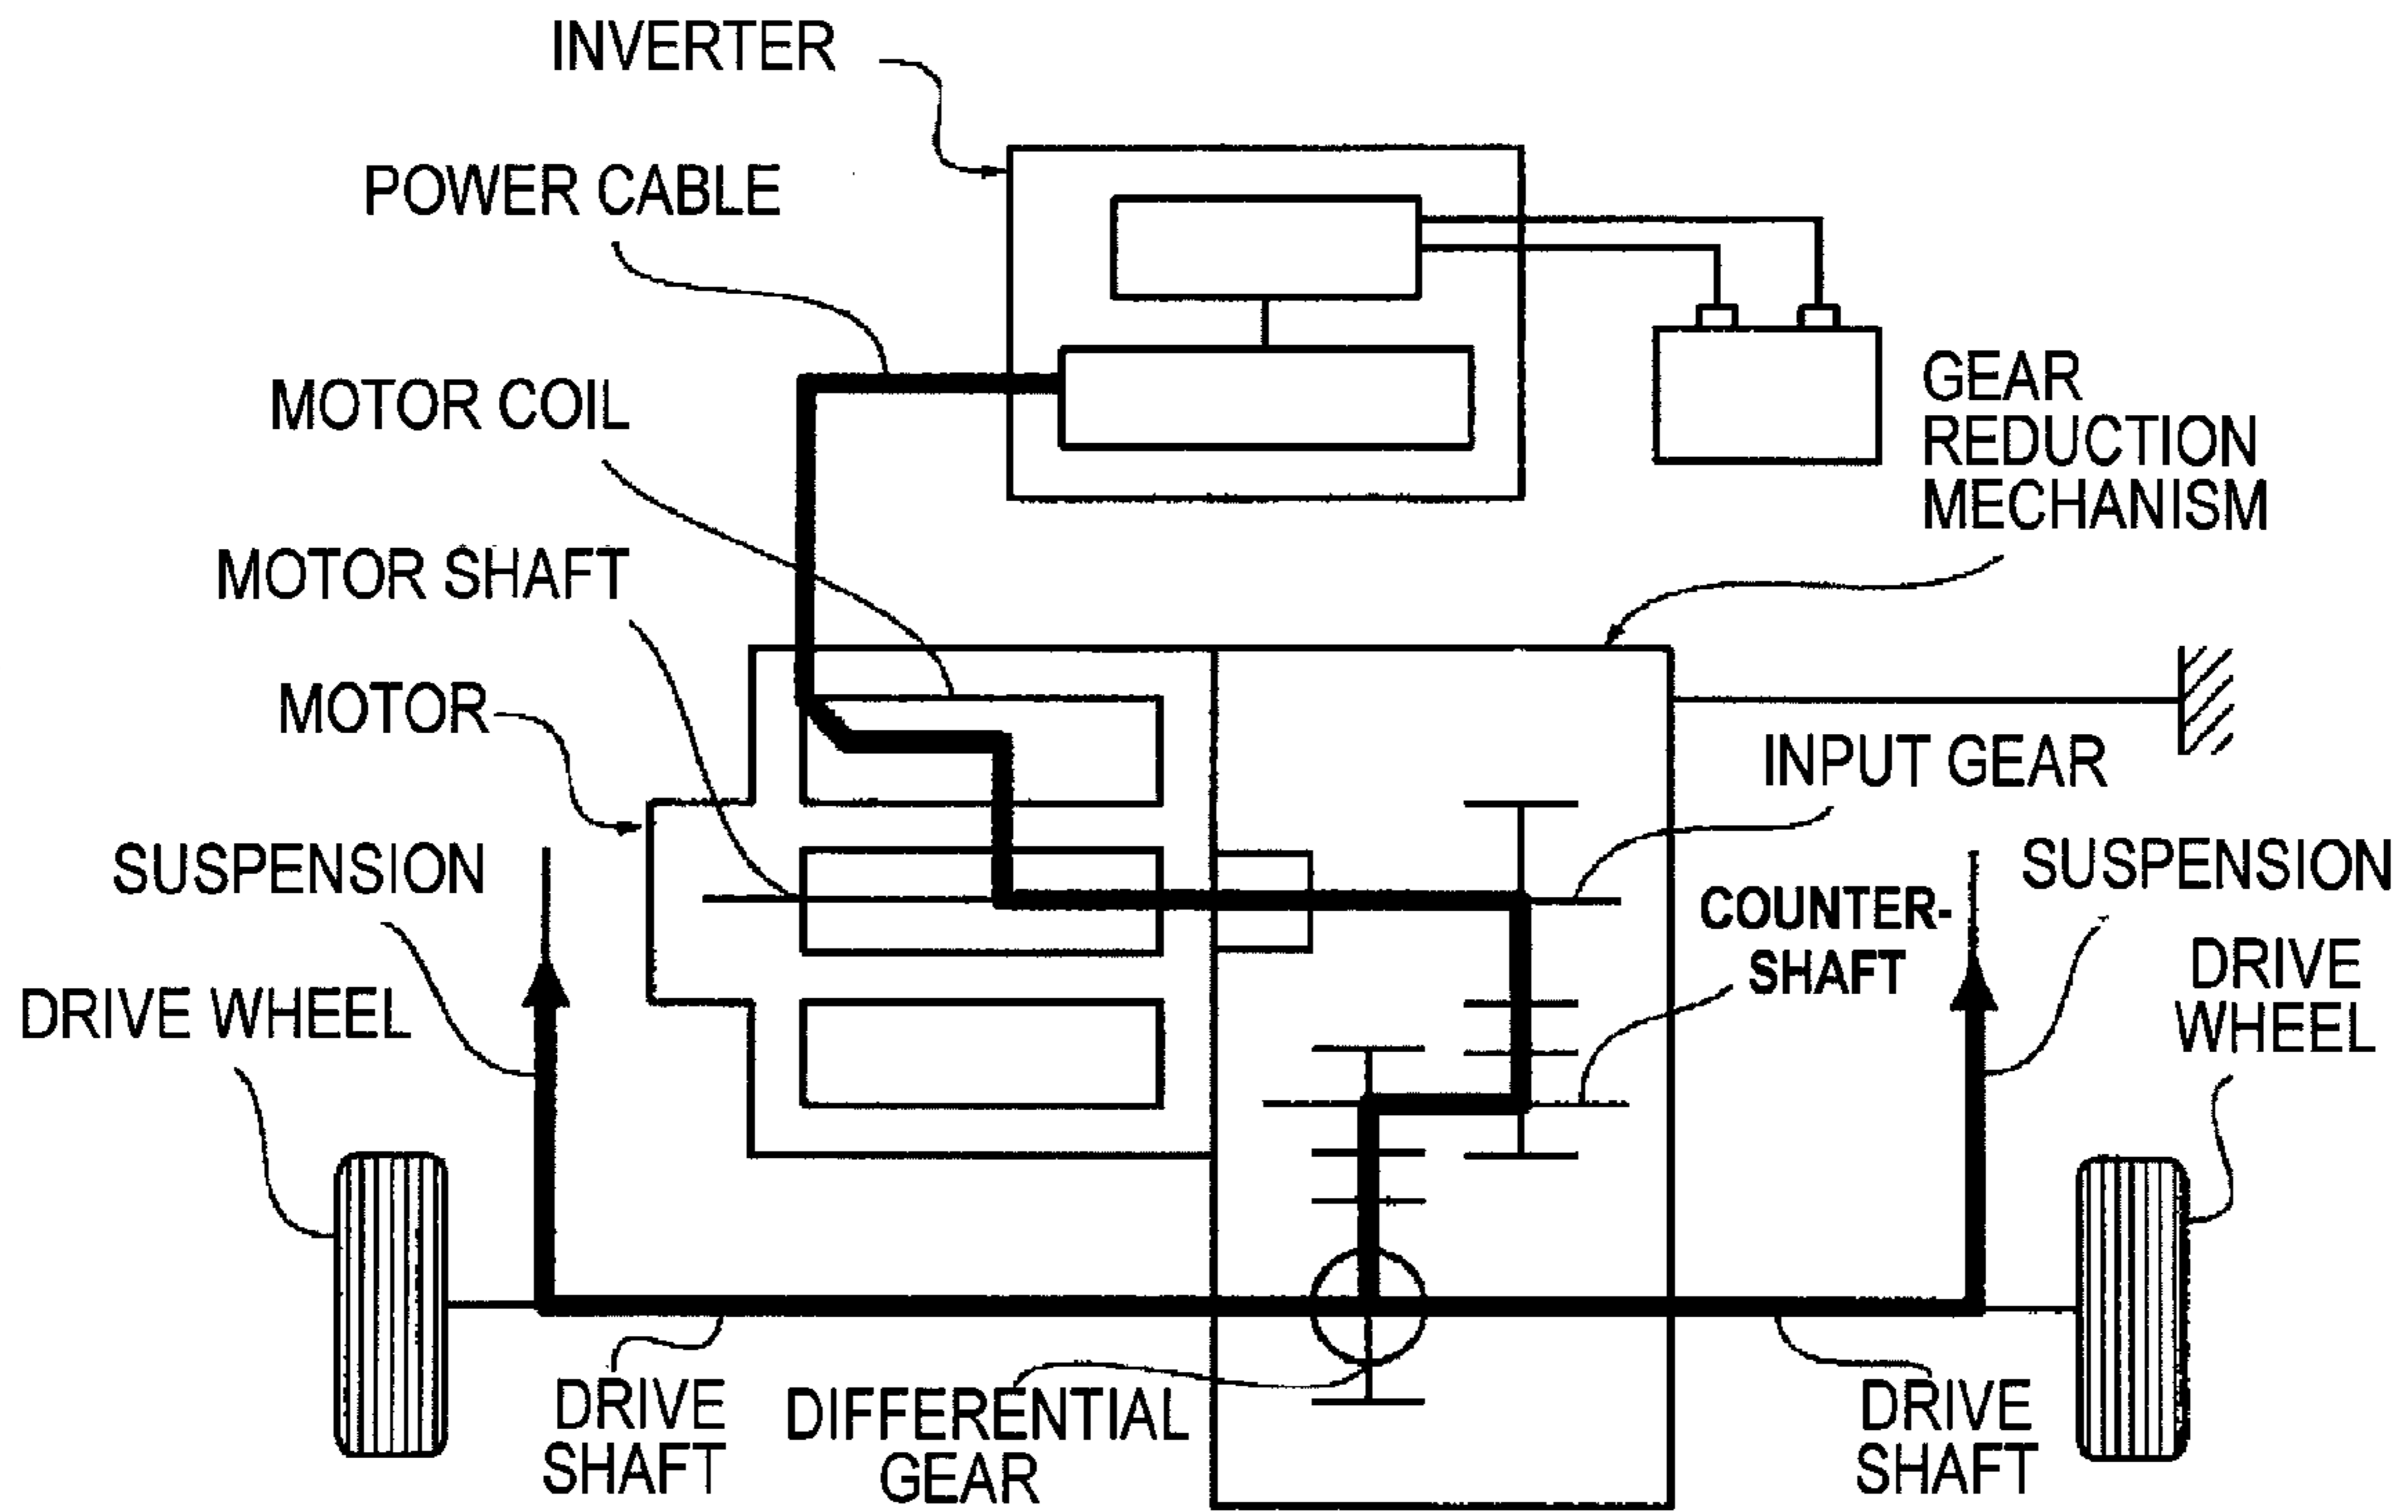 INVERTER
POWER CABLE
MOTOR COIL
GEAR
REDUCTION
MECHANISM
MOTOR SHAFT
MOTOR
INPUT GEAR
SUSPENSION
SUSPENSION
COUNTER-
SHAFT
DRIVE WHEEL
DRIVE
WHEEL
DRIVE
SHAFT
DIFFERENTIAL
GEAR
DRIVE
SHAFT